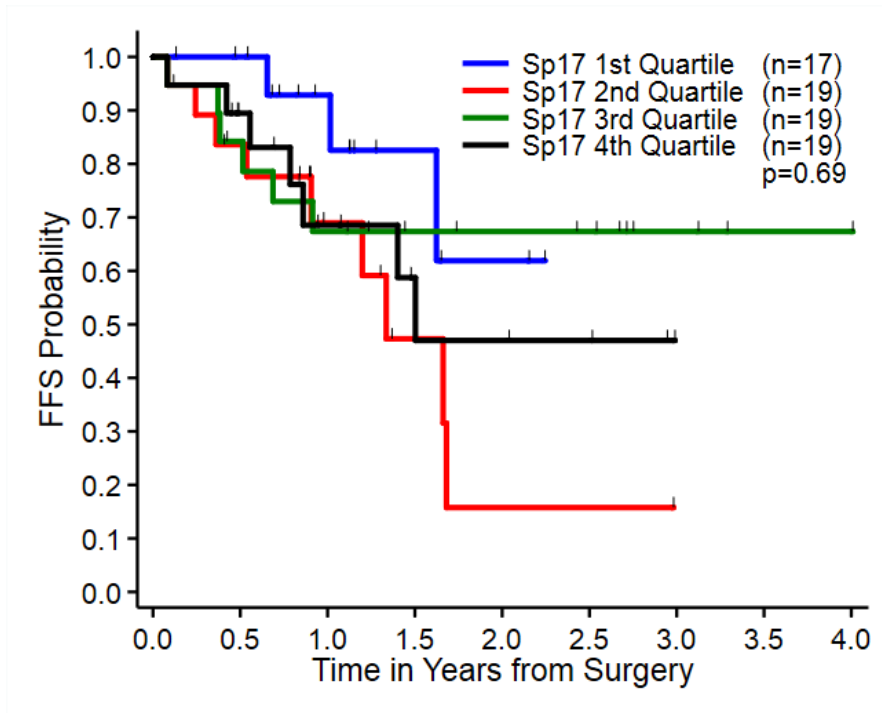 FFS Probability
1.0
0.9
0.8
0.7
0.6
0.5
0.4
0.3
0.2
0.1
0.0
Sp17 1st Quartile (n=17)
Sp17 2nd Quartile (n=19)
Sp17 3rd Quartile (n=19)
Sp17 4th Quartile (n=19)
p=0.69
0.0 0.5 1.0 1.5 2.0 2.5 3.0 3.5 4.0
Time in Years from Surgery